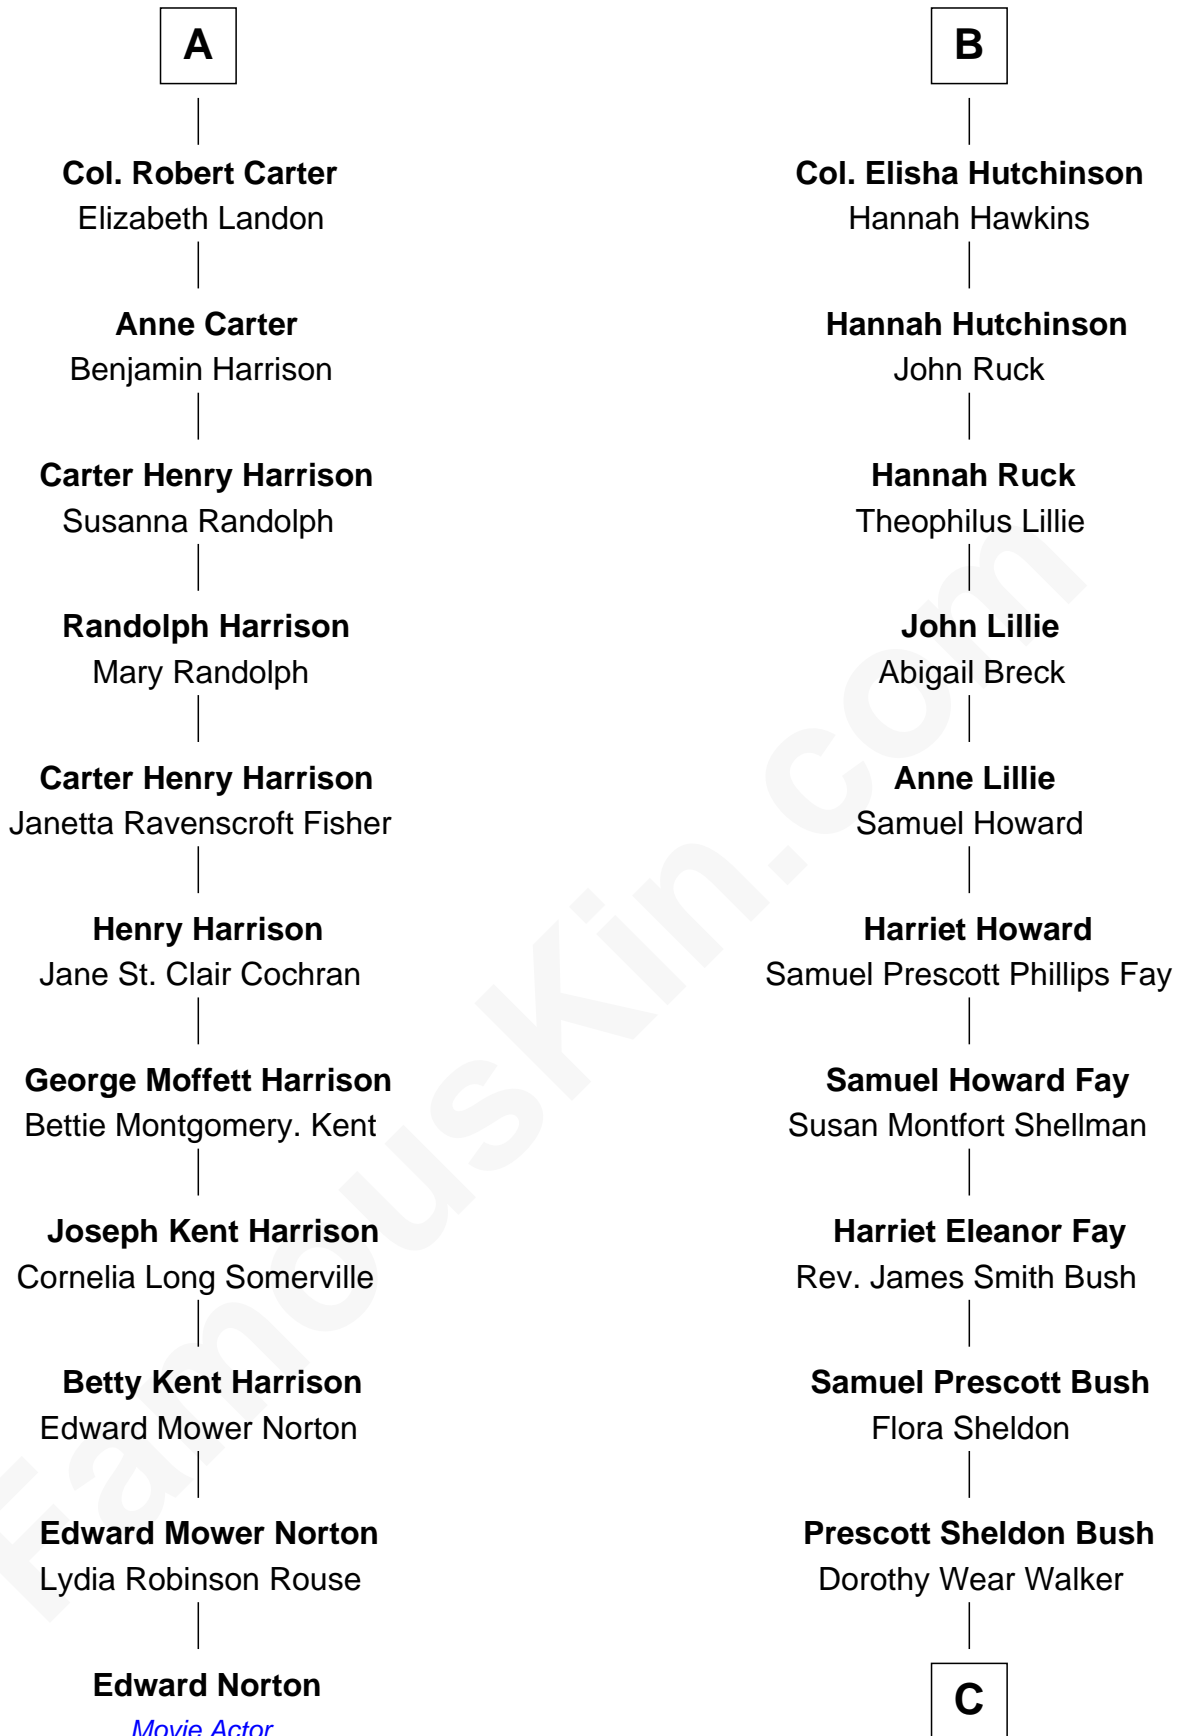 A
Col. Robert Carter
Elizabeth Landon
Anne Carter
Benjamin Harrison
Carter Henry Harrison
Susanna Randolph
Randolph Harrison
Mary Randolph
Carter Henry Harrison
Janetta Ravenscroft Fisher
Henry Harrison
Jane St. Clair Cochran
George Moffett Harrison
Bettie Montgomery. Kent
Joseph Kent Harrison
Cornelia Long Somerville
Betty Kent Harrison
Edward Mower Norton
Edward Mower Norton
Lydia Robinson Rouse
Edward Norton
Movie Actor
B
Col. Elisha Hutchinson
Hannah Hawkins
Hannah Hutchinson
John Ruck
Hannah Ruck
Theophilus Lillie
John Lillie
Abigail Breck
Anne Lillie
Samuel Howard
Harriet Howard
Samuel Prescott Phillips Fay
Samuel Howard Fay
Susan Montfort Shellman
Harriet Eleanor Fay
Rev. James Smith Bush
Samuel Prescott Bush
Flora Sheldon
Prescott Sheldon Bush
Dorothy Wear Walker
C
FamousKin.com